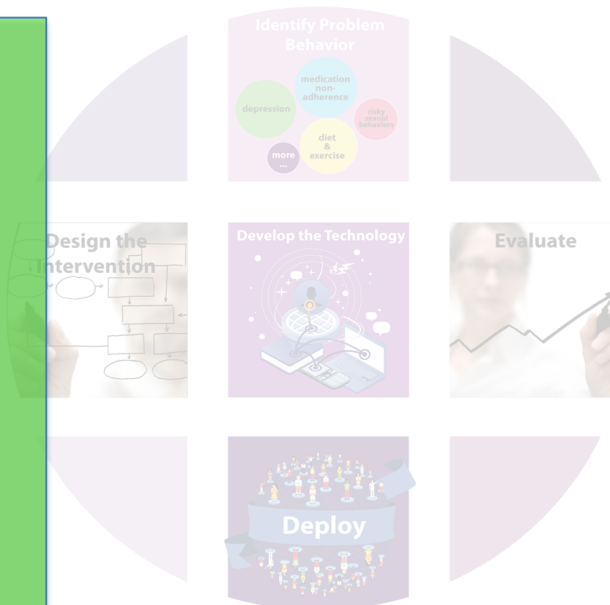 Identify Problem
Behavior
medication
non-
adherence
depression
risky
sexual
behaviors
diet
&
exercise
more
...
Design the
Intervention
Develop the Technology
Evaluate
Deploy